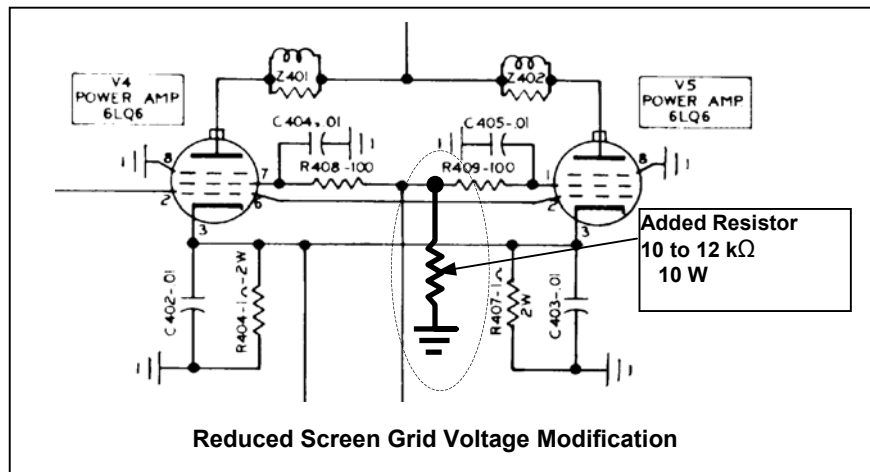 V4
POWER AMP
6LQ6
Z401
Z402
V5
POWER AMP
6LQ6
C404-.01
C405-.01
R408-100
R409-100
8
7
2
6
3
1
8
2
3
C402-.01
R404-1Ω-2W
R407-1Ω
2W
C403-.01
Added Resistor
10 to 12 kΩ
10 W
Reduced Screen Grid Voltage Modification